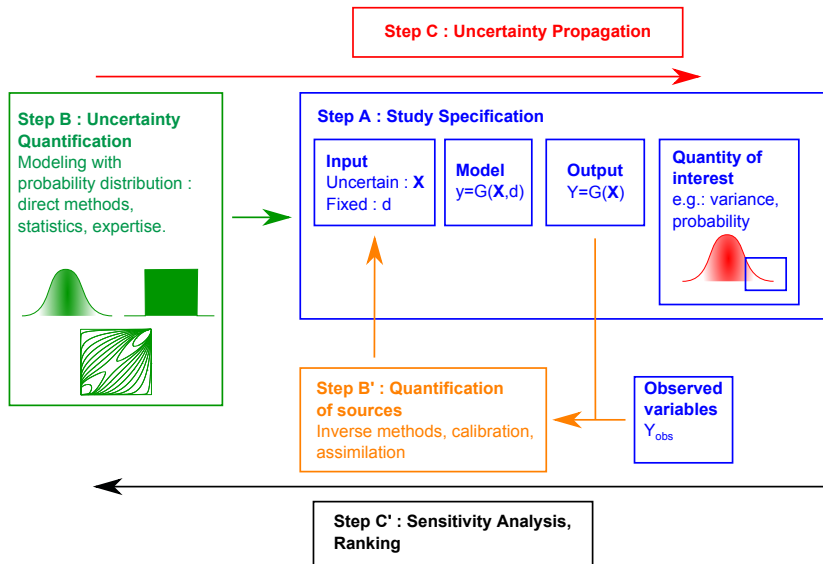 Step C : Uncertainty Propagation
Step B : Uncertainty
Quantification
Modeling with
probability distribution :
direct methods,
statistics, expertise.
Step A : Study Specification
Input
Uncertain : X
Fixed : d
Model
y=G(X,d)
Output
Y=G(X)
Quantity of
interest
e.g.: variance,
probability
Step B' : Quantification
of sources
Inverse methods, calibration,
assimilation
Observed
variables
Yobs
Step C' : Sensitivity Analysis,
Ranking